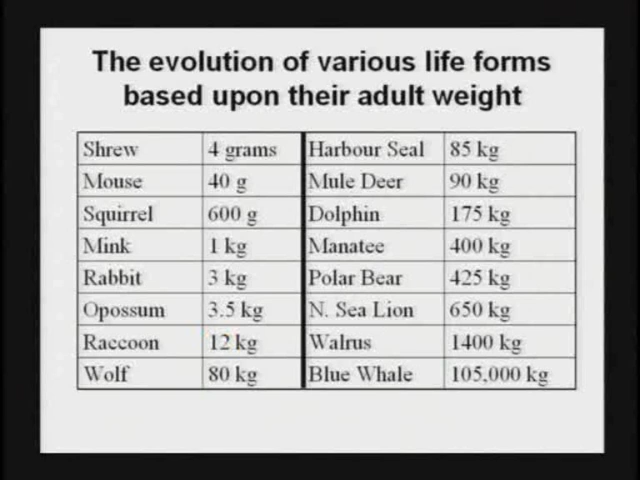 The evolution of various life forms
based upon their adult weight
Shrew 4 grams Harbour Seal 85 kg
Mouse 40 g Mule Deer 90 kg
Squirrel 600 g Dolphin 175 kg
Mink 1 kg Manatee 400 kg
Rabbit 3 kg Polar Bear 425 kg
Opossum 3.5 kg N. Sea Lion 650 kg
Raccoon 12 kg Walrus 1400 kg
Wolf 80 kg Blue Whale 105,000 kg